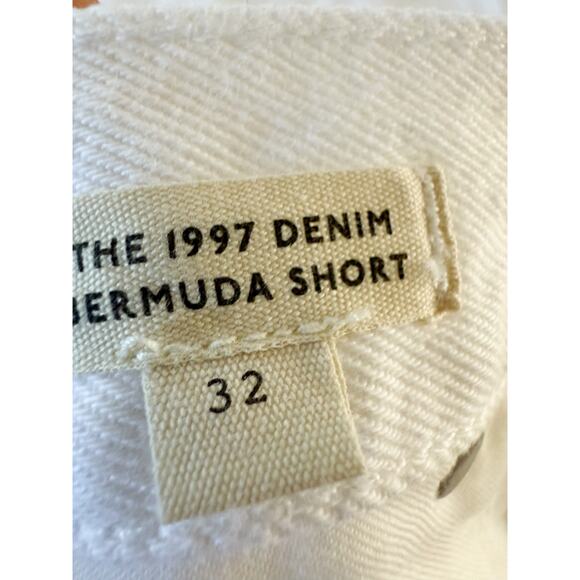 THE 1997 DENIM
BERMUDA SHORT
32